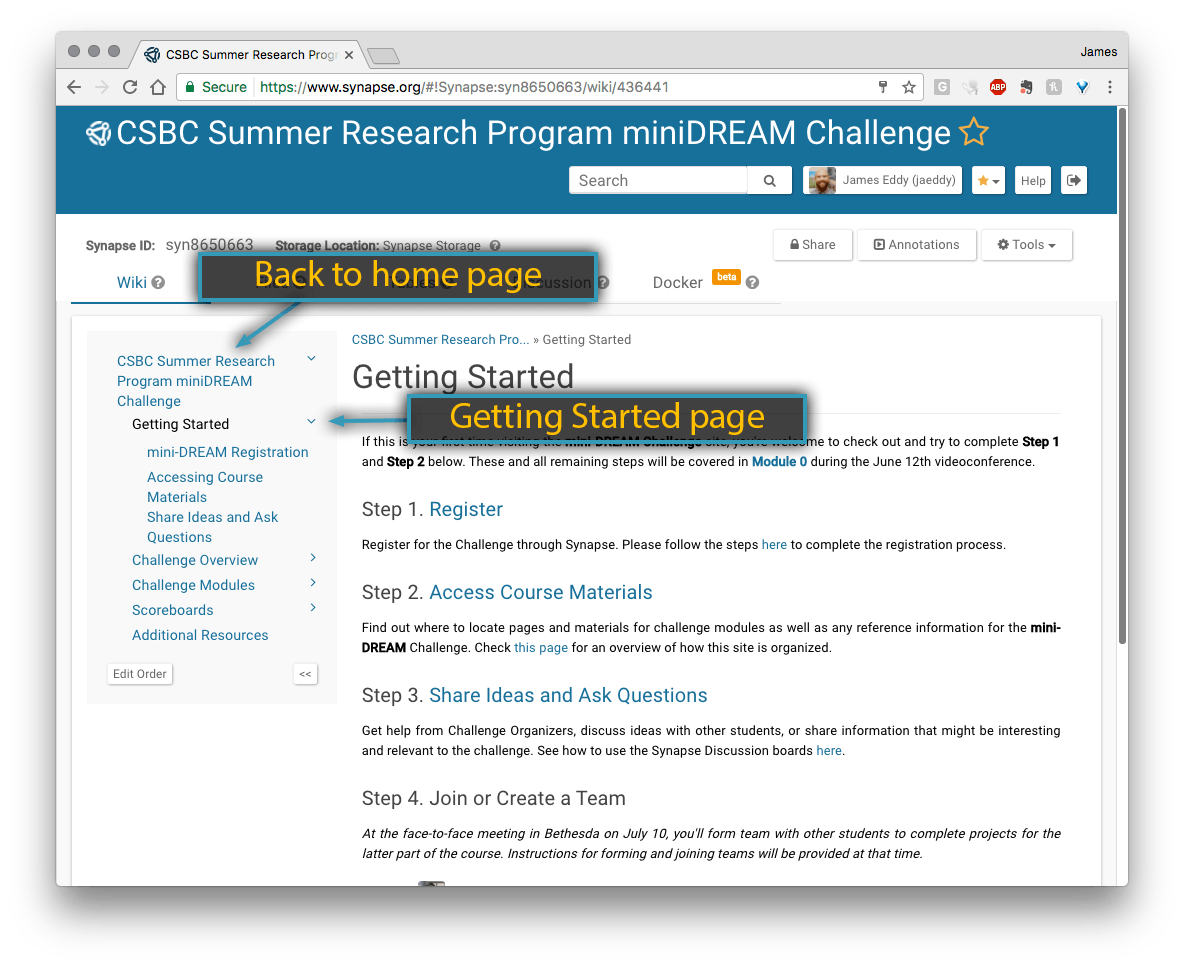 CSBC Summer Research Prog
James
Secure https://www.synapse.org/#!Synapse:syn8650663/wiki/436441
G ABP
CSBC Summer Research Program miniDREAM Challenge
Search James Eddy (jaeddy) Help
Synapse ID: syn8650663 Storage Location: Synapse Storage ?
Share Annotations Tools
Back to home page
Wiki ? Discussion ? Docker beta ?
CSBC Summer Research
Program miniDREAM
Challenge
Getting Started
mini-DREAM Registration
Accessing Course
Materials
Share Ideas and Ask
Questions
Challenge Overview
Challenge Modules
Scoreboards
Additional Resources
Edit Order <<
CSBC Summer Research Pro... » Getting Started
Getting Started
Getting Started page
If this is your first time visiting the mini-DREAM Challenge site, you're welcome to check out and try to complete Step 1
and Step 2 below. These and all remaining steps will be covered in Module 0 during the June 12th videoconference.
Step 1. Register
Register for the Challenge through Synapse. Please follow the steps here to complete the registration process.
Step 2. Access Course Materials
Find out where to locate pages and materials for challenge modules as well as any reference information for the mini-
DREAM Challenge. Check this page for an overview of how this site is organized.
Step 3. Share Ideas and Ask Questions
Get help from Challenge Organizers, discuss ideas with other students, or share information that might be interesting
and relevant to the challenge. See how to use the Synapse Discussion boards here.
Step 4. Join or Create a Team
At the face-to-face meeting in Bethesda on July 10, you'll form team with other students to complete projects for the
latter part of the course. Instructions for forming and joining teams will be provided at that time.